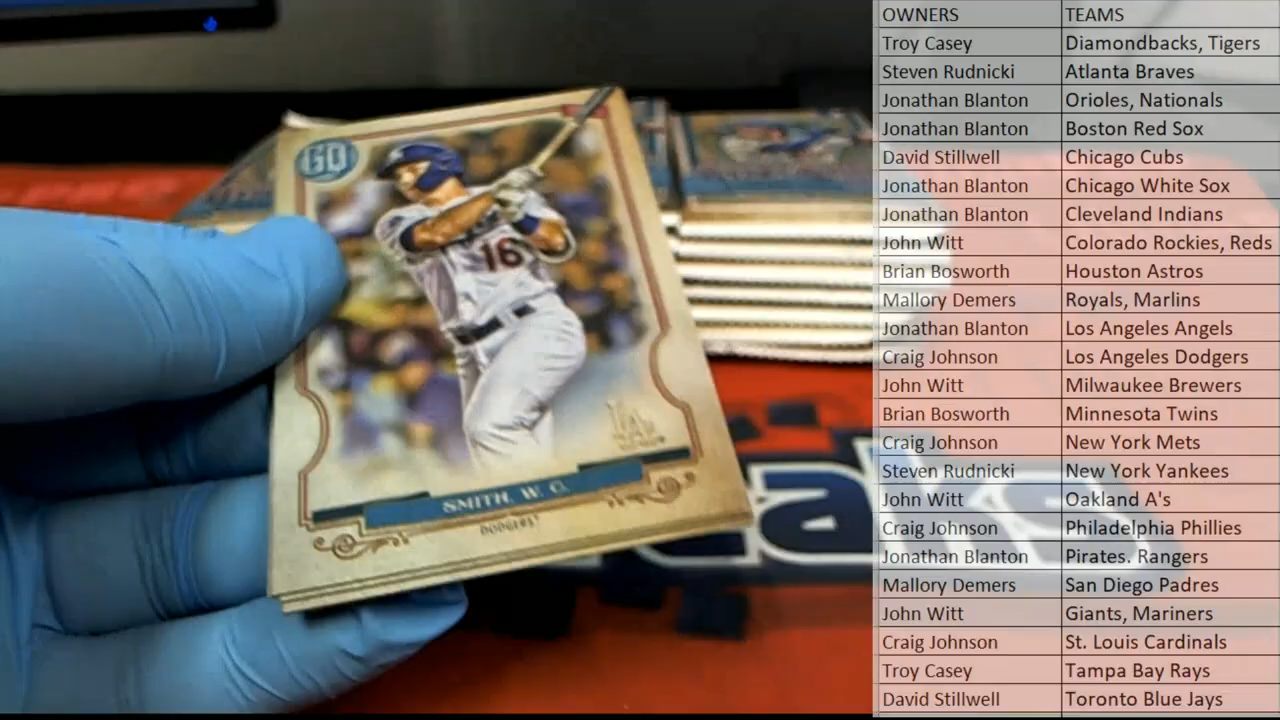 GQ
16
LA
SMITH, W. C.
DODGERS
OWNERS TEAMS
Troy Casey Diamondbacks, Tigers
Steven Rudnicki Atlanta Braves
Jonathan Blanton Orioles, Nationals
Jonathan Blanton Boston Red Sox
David Stillwell Chicago Cubs
Jonathan Blanton Chicago White Sox
Jonathan Blanton Cleveland Indians
John Witt Colorado Rockies, Reds
Brian Bosworth Houston Astros
Mallory Demers Royals, Marlins
Jonathan Blanton Los Angeles Angels
Craig Johnson Los Angeles Dodgers
John Witt Milwaukee Brewers
Brian Bosworth Minnesota Twins
Craig Johnson New York Mets
Steven Rudnicki New York Yankees
John Witt Oakland A's
Craig Johnson Philadelphia Phillies
Jonathan Blanton Pirates. Rangers
Mallory Demers San Diego Padres
John Witt Giants, Mariners
Craig Johnson St. Louis Cardinals
Troy Casey Tampa Bay Rays
David Stillwell Toronto Blue Jays